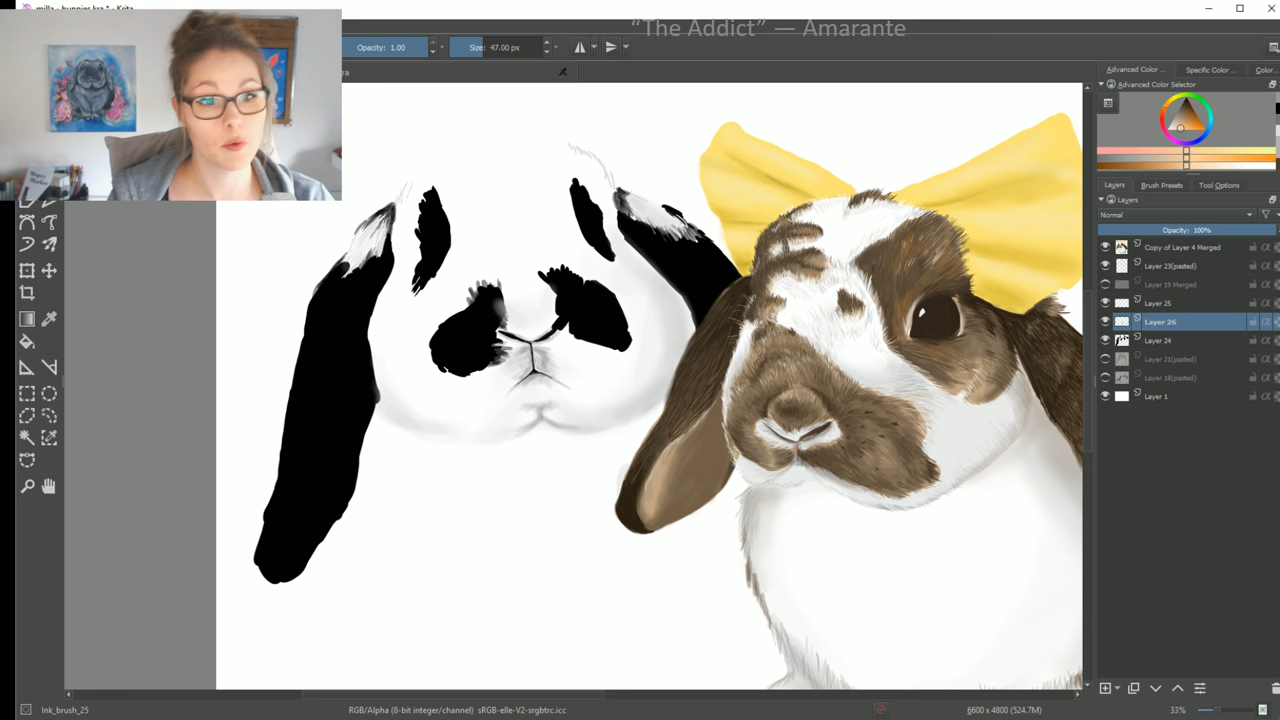 milla - bunnies.kra * - Krita
"The Addict" — Amarante
Opacity: 1.00
Size: 47.00 px
ra
Advanced Color ...
Specific Color ...
Color...
Advanced Color Selector
Layers
Brush Presets
Tool Options
Layers
Normal
Opacity: 100%
Copy of Layer 4 Merged
Layer 23(pasted)
Layer 19 Merged
Layer 25
Layer 26
Layer 24
Layer 21(pasted)
Layer 18(pasted)
Layer 1
Ink_brush_25
RGB/Alpha (8-bit integer/channel) sRGB-elle-V2-srgbtrc.icc
6600 x 4800 (524.7M)
33%